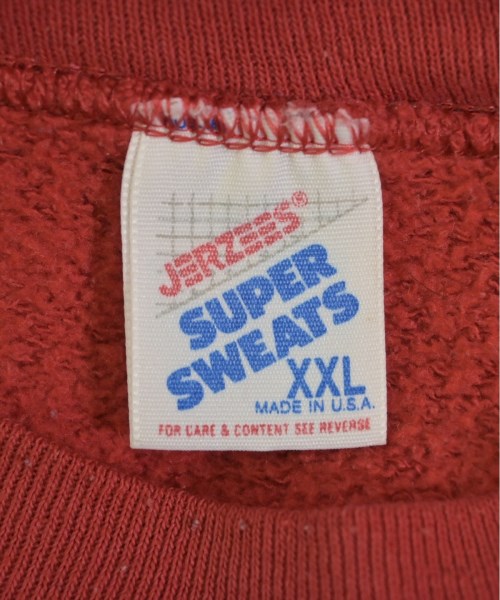 JERZEES®
SUPER
SWEATS
XXL
MADE IN U.S.A.
FOR CARE & CONTENT SEE REVERSE